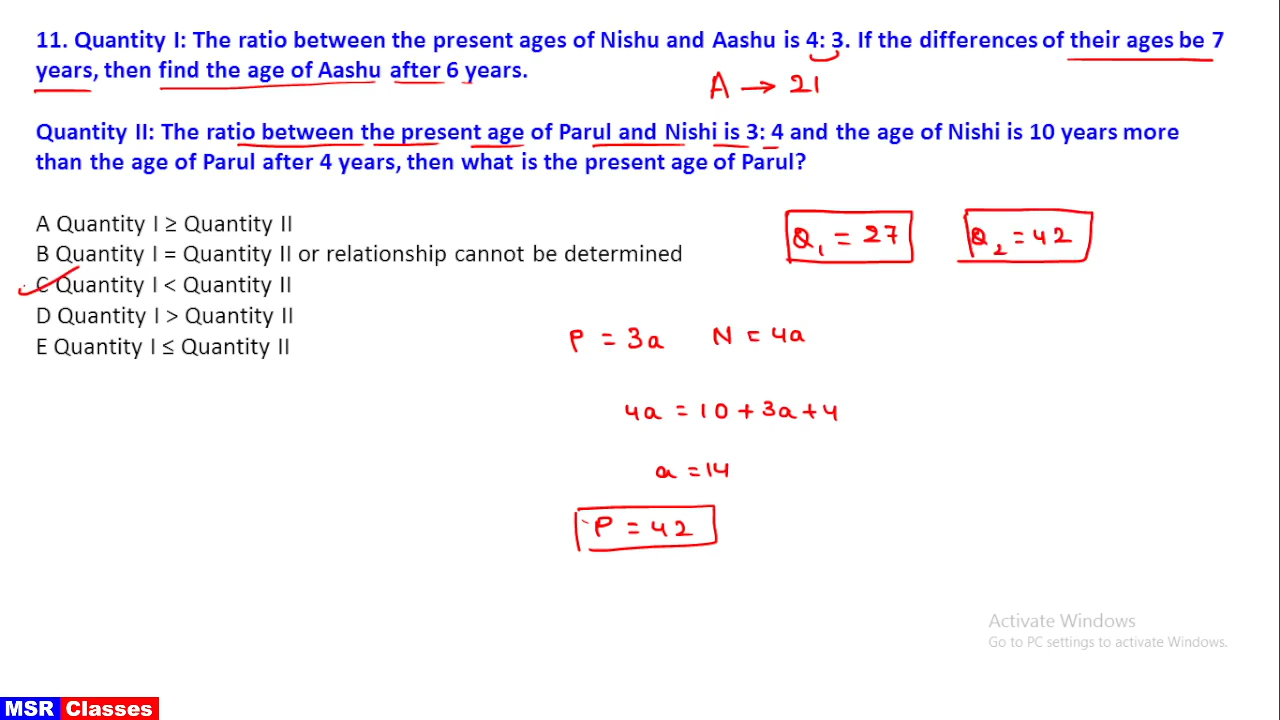 11. Quantity I: The ratio between the present ages of Nishu and Aashu is 4: 3. If the differences of their ages be 7
years, then find the age of Aashu after 6 years.
A → 21
Quantity II: The ratio between the present age of Parul and Nishi is 3: 4 and the age of Nishi is 10 years more
than the age of Parul after 4 years, then what is the present age of Parul?
A Quantity I ≥ Quantity II
B Quantity I = Quantity II or relationship cannot be determined
C Quantity I < Quantity II
D Quantity I > Quantity II
E Quantity I ≤ Quantity II
Q₁ = 27
Q₂ = 42
P = 3a N = 4a
4a = 10 + 3a + 4
a = 14
P = 42
Activate Windows
Go to PC settings to activate Windows.
MSR Classes